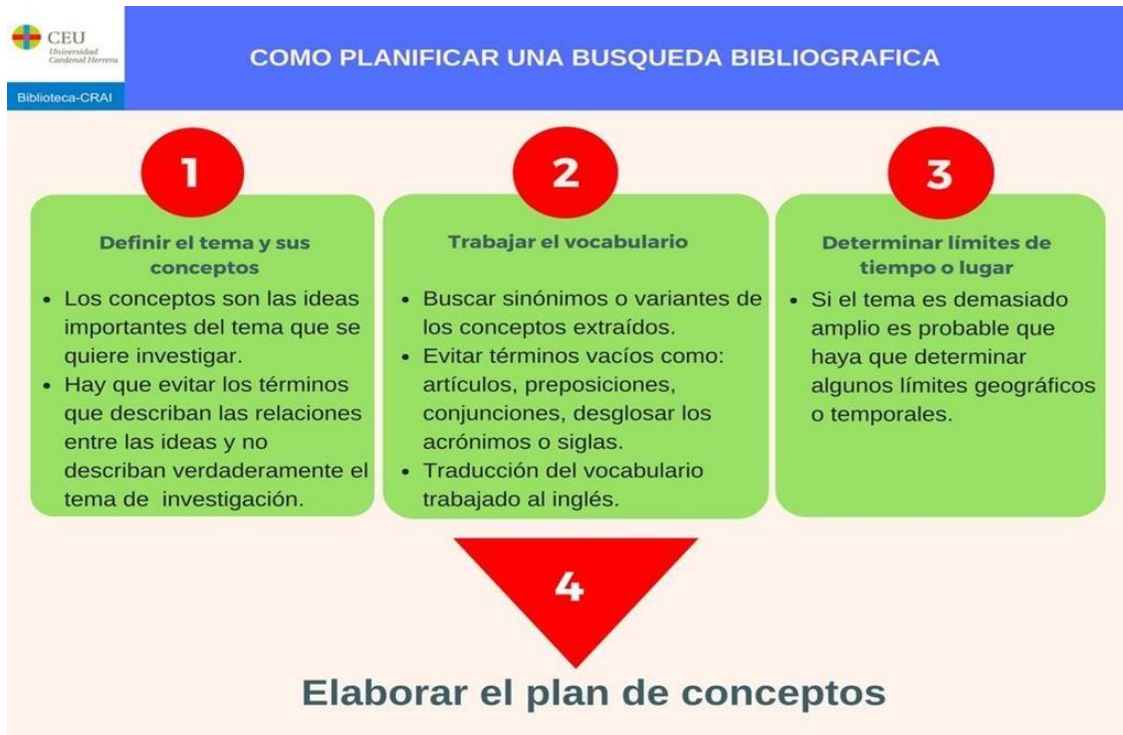 CEU
Universidad
Cardenal Herrera
Biblioteca-CRAI
COMO PLANIFICAR UNA BUSQUEDA BIBLIOGRAFICA
1
Definir el tema y sus
conceptos
• Los conceptos son las ideas
importantes del tema que se
quiere investigar.
• Hay que evitar los términos
que describan las relaciones
entre las ideas y no
describan verdaderamente el
tema de investigación.
2
Trabajar el vocabulario
• Buscar sinónimos o variantes de
los conceptos extraídos.
• Evitar términos vacíos como:
artículos, preposiciones,
conjunciones, desglosar los
acrónimos o siglas.
• Traducción del vocabulario
trabajado al inglés.
3
Determinar límites de
tiempo o lugar
• Si el tema es demasiado
amplio es probable que
haya que determinar
algunos límites geográficos
o temporales.
4
Elaborar el plan de conceptos